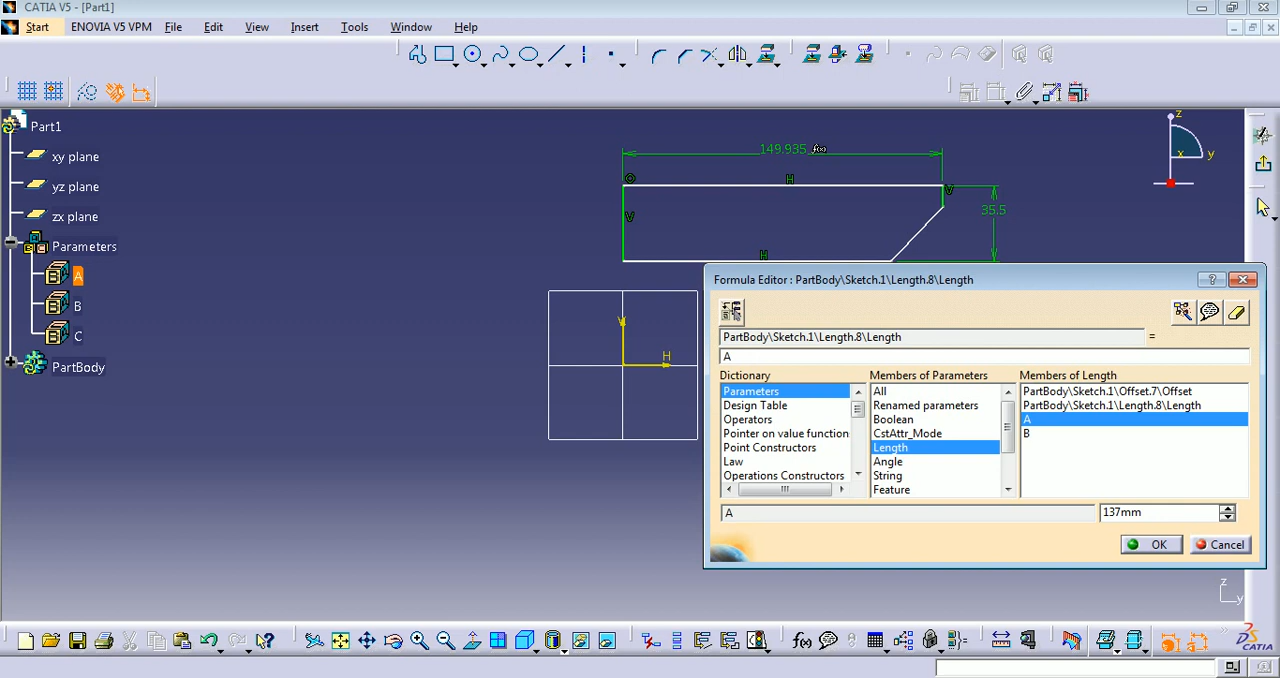 CATIA V5 - [Part1]
Start ENOVIA V5 VPM File Edit View Insert Tools Window Help
Part1
xy plane
yz plane
zx plane
Parameters
A
B
C
PartBody
149.935 f(x)
H
V
V
35.5
H
V
H
z
x
y
Formula Editor : PartBody\Sketch.1\Length.8\Length
PartBody\Sketch.1\Length.8\Length =
A
Dictionary
Parameters
Design Table
Operators
Pointer on value function
Point Constructors
Law
Operations Constructors
Members of Parameters
All
Renamed parameters
Boolean
CstAttr_Mode
Length
Angle
String
Feature
Members of Length
PartBody\Sketch.1\Offset.7\Offset
PartBody\Sketch.1\Length.8\Length
A
B
A 137mm
OK Cancel
z
y
f(x)
CATIA